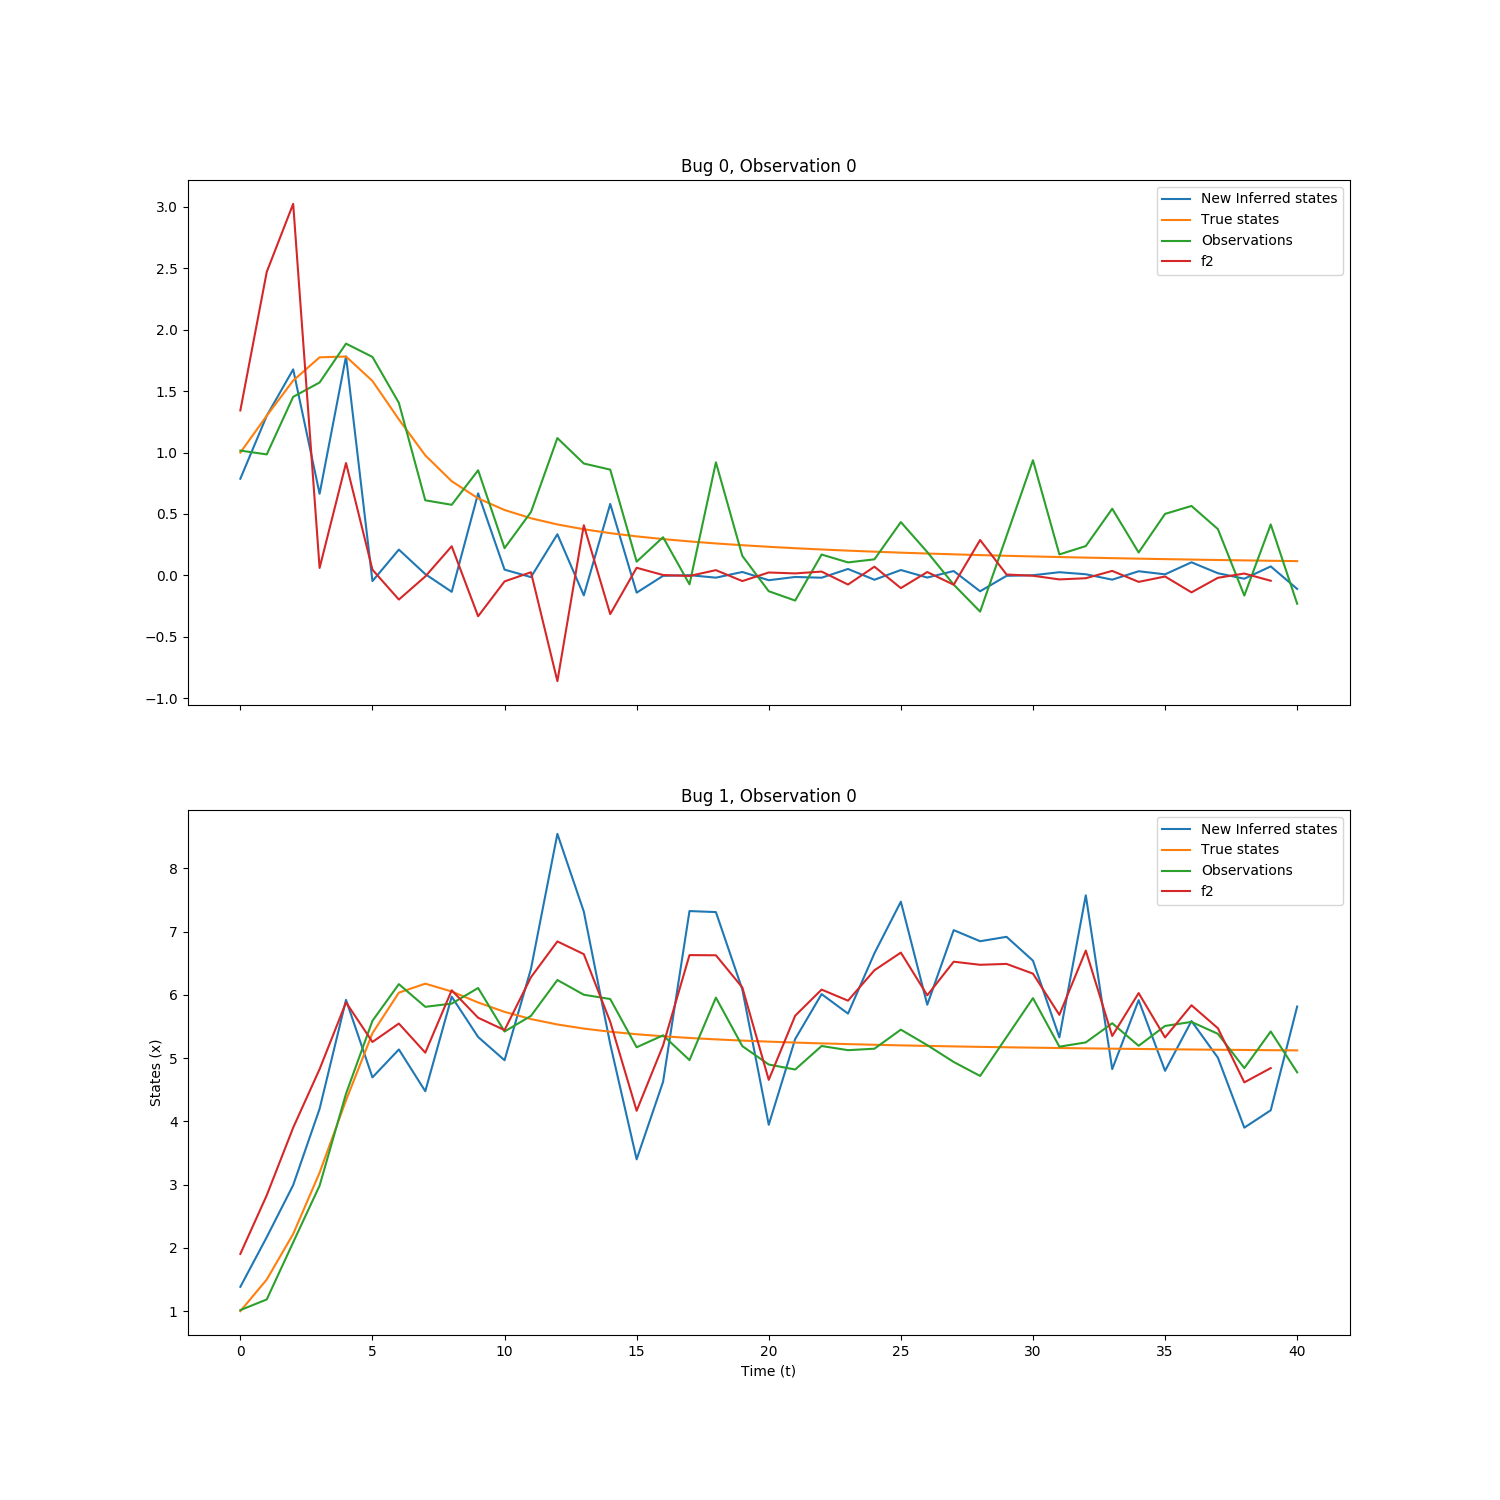 Bug 0, Observation 0
New Inferred states
True states
Observations
f2
3.0
2.5
2.0
1.5
1.0
0.5
0.0
−0.5
−1.0
Bug 1, Observation 0
New Inferred states
True states
Observations
f2
8
7
6
5
4
3
2
1
States (x)
0 5 10 15 20 25 30 35 40
Time (t)